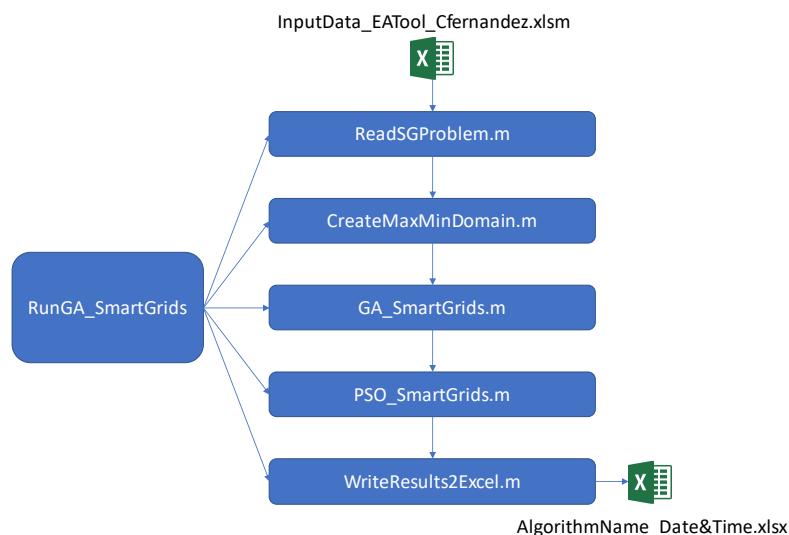 InputData_EATool_Cfernandez.xlsm
X
ReadSGProblem.m
CreateMaxMinDomain.m
RunGA_SmartGrids
GA_SmartGrids.m
PSO_SmartGrids.m
WriteResults2Excel.m
X
AlgorithmName_Date&Time.xlsx